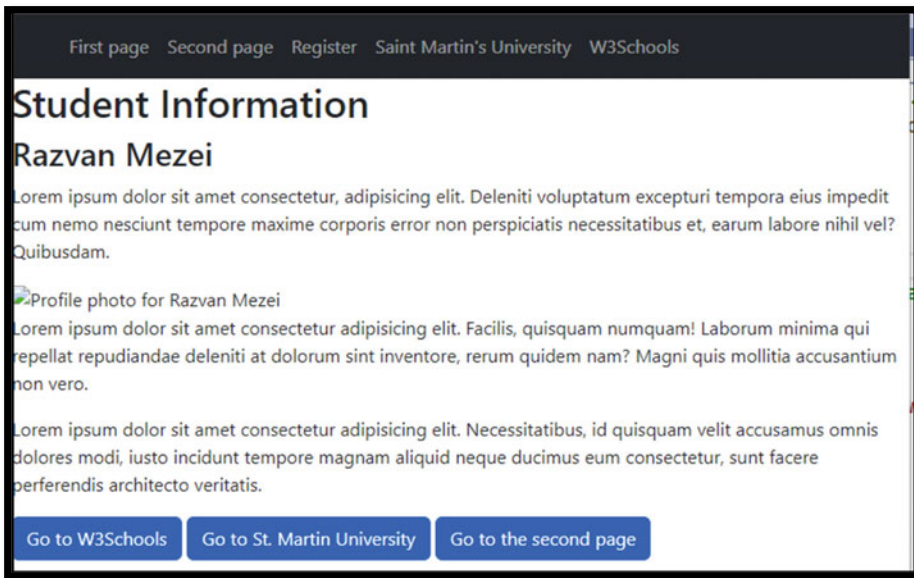 First page Second page Register Saint Martin's University W3Schools
Student Information
Razvan Mezei
Lorem ipsum dolor sit amet consectetur, adipisicing elit. Deleniti voluptatum excepturi tempora eius impedit
cum nemo nesciunt tempore maxime corporis error non perspiciatis necessitatibus et, earum labore nihil vel?
Quibusdam.
Profile photo for Razvan Mezei
Lorem ipsum dolor sit amet consectetur adipisicing elit. Facilis, quisquam numquam! Laborum minima qui
repellat repudiandae deleniti at dolorum sint inventore, rerum quidem nam? Magni quis mollitia accusantium
non vero.
Lorem ipsum dolor sit amet consectetur adipisicing elit. Necessitatibus, id quisquam velit accusamus omnis
dolores modi, iusto incidunt tempore magnam aliquid neque ducimus eum consectetur, sunt facere
perferendis architecto veritatis.
Go to W3Schools Go to St. Martin University Go to the second page